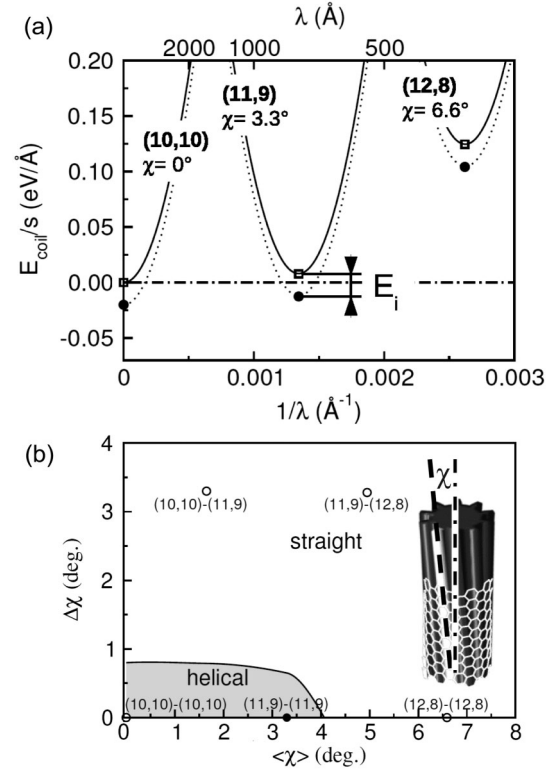 (a)
λ (Å)
2000 1000 500
0.20
0.15
0.10
0.05
0.00
-0.05
E_coil/s (eV/Å)
(10,10)
χ= 0°
(11,9)
χ= 3.3°
(12,8)
χ= 6.6°
E_i
0 0.001 0.002 0.003
1/λ (Å⁻¹)
(b)
4
3
2
1
0
Δχ (deg.)
(10,10)-(11,9) (11,9)-(12,8)
straight
χ
helical
(10,10)-(10,10) (11,9)-(11,9) (12,8)-(12,8)
0 1 2 3 4 5 6 7 8
<χ> (deg.)